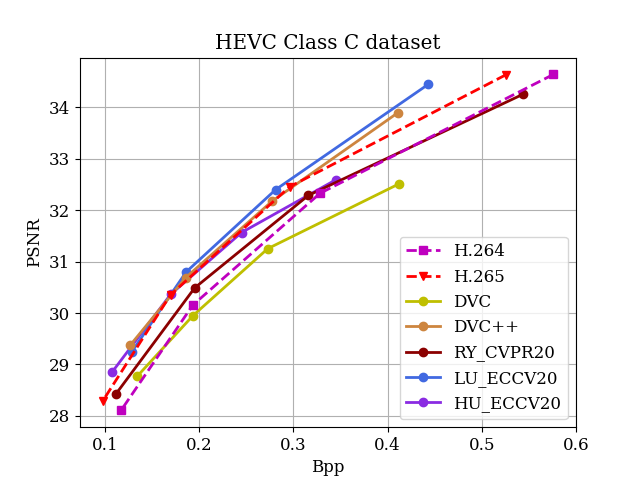 HEVC Class C dataset
PSNR
34
33
32
31
30
29
28
H.264
H.265
DVC
DVC++
RY_CVPR20
LU_ECCV20
HU_ECCV20
0.1 0.2 0.3 0.4 0.5 0.6
Bpp